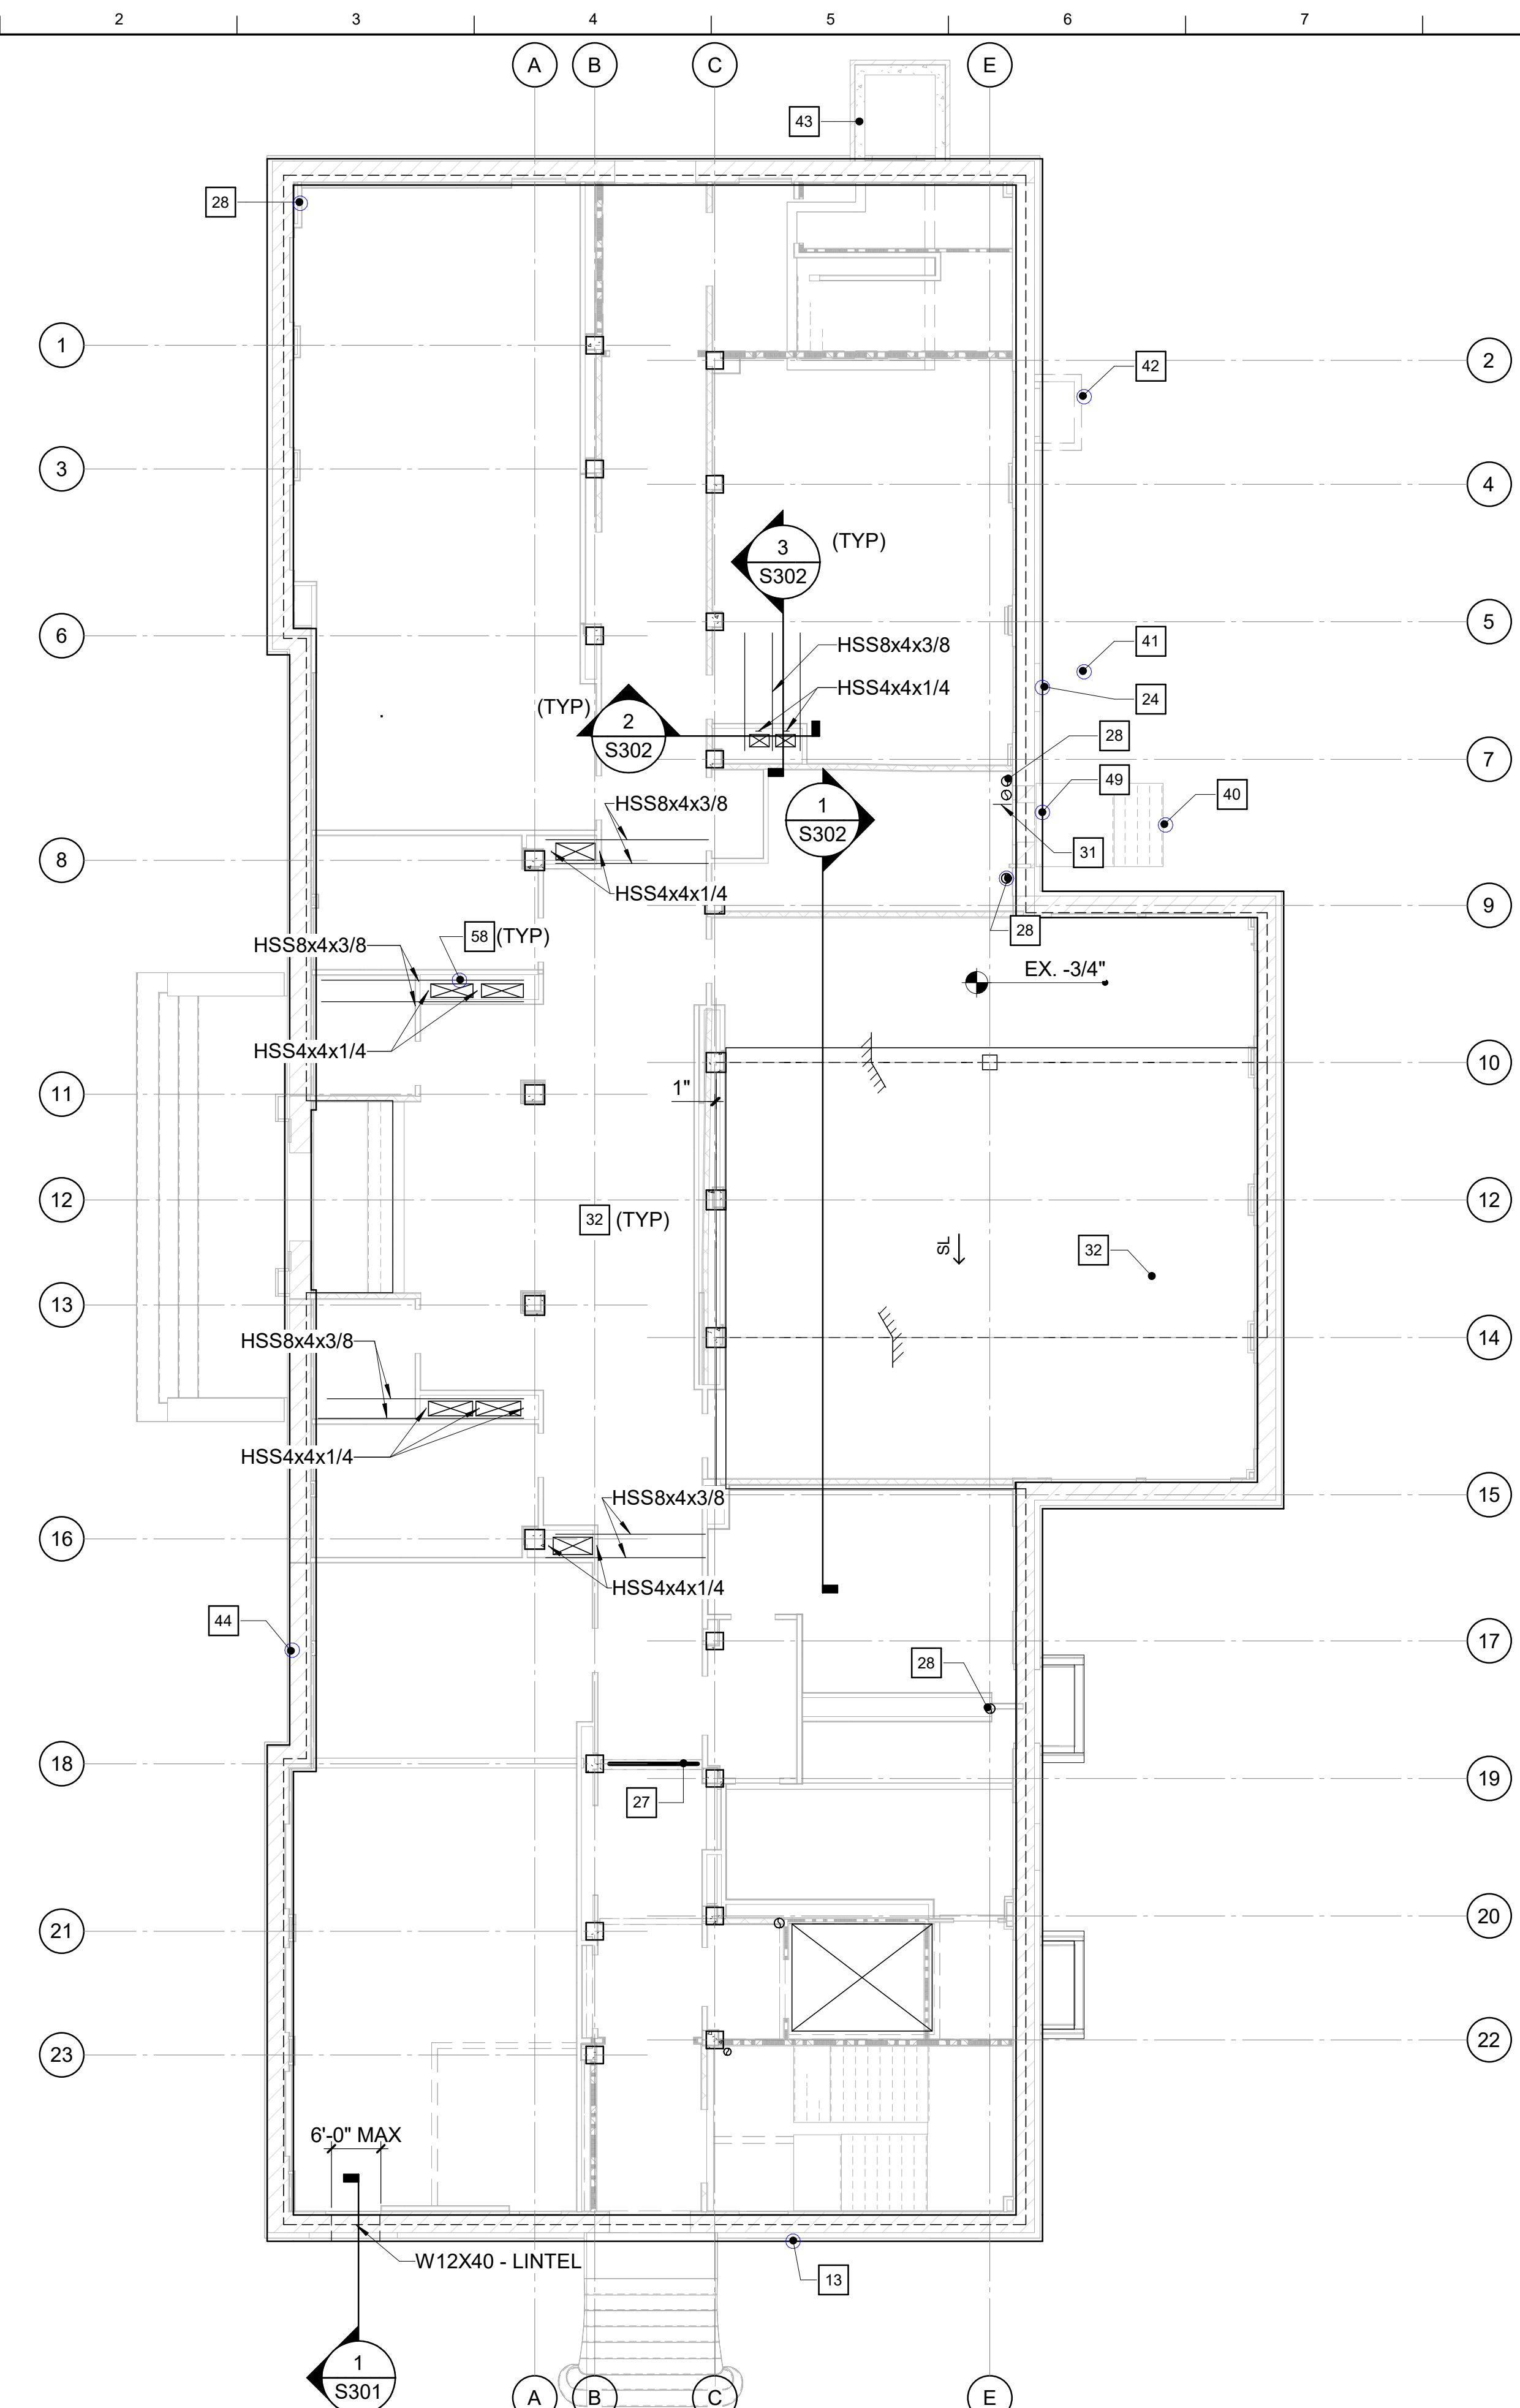 2 3 4 5 6 7
A B C E
43
28
1
2
42
3
4
3
S302
(TYP)
6
5
41
HSS8x4x3/8
24
HSS4x4x1/4
(TYP)
2
S302
28
7
49
40
HSS8x4x3/8
1
S302
31
8
HSS4x4x1/4
9
28
58 (TYP)
HSS8x4x3/8
EX. -3/4"
HSS4x4x1/4
10
11
1"
12
12
32 (TYP)
SL
32
13
14
HSS8x4x3/8
HSS4x4x1/4
15
HSS8x4x3/8
16
HSS4x4x1/4
44
17
28
18
19
27
21
20
23
22
6'-0" MAX
W12X40 - LINTEL
13
1
S301
A B C E